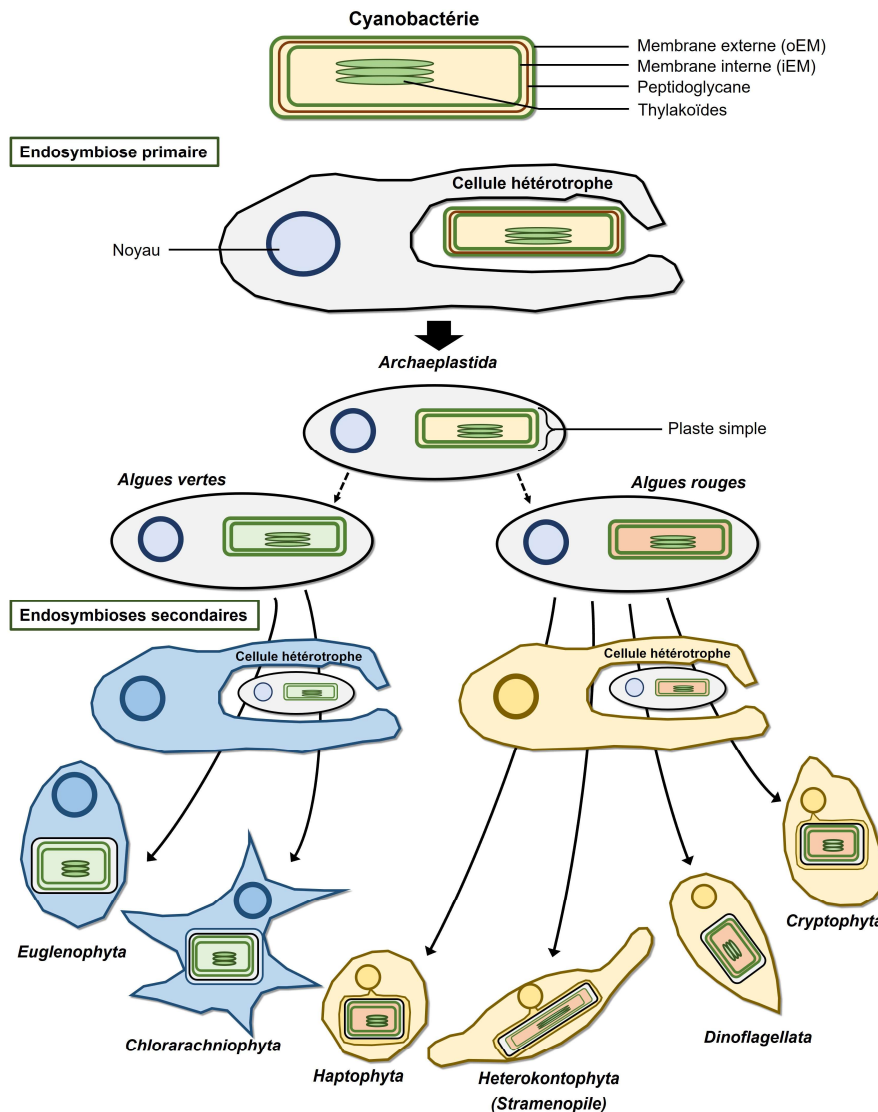 Cyanobactérie
Membrane externe (oEM)
Membrane interne (iEM)
Peptidoglycane
Thylakoïdes
Endosymbiose primaire
Cellule hétérotrophe
Noyau
Archaeplastida
Plaste simple
Algues vertes
Algues rouges
Endosymbioses secondaires
Cellule hétérotrophe
Cellule hétérotrophe
Euglenophyta
Chlorarachniophyta
Haptophyta
Heterokontophyta
(Stramenopile)
Dinoflagellata
Cryptophyta